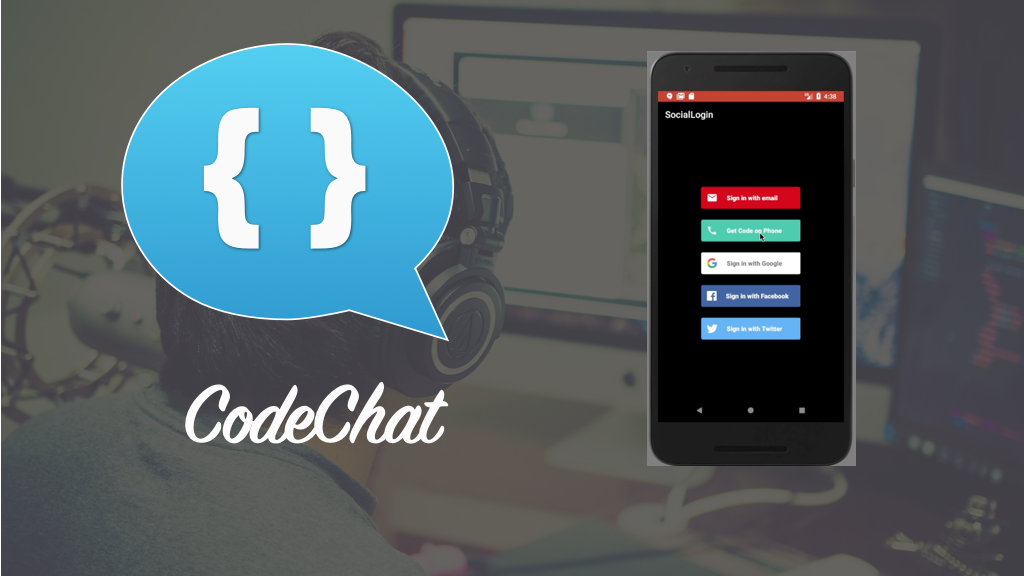 { }
CodeChat
4:38
SocialLogin
Sign in with email
Get Code on Phone
Sign in with Google
Sign in with Facebook
Sign in with Twitter